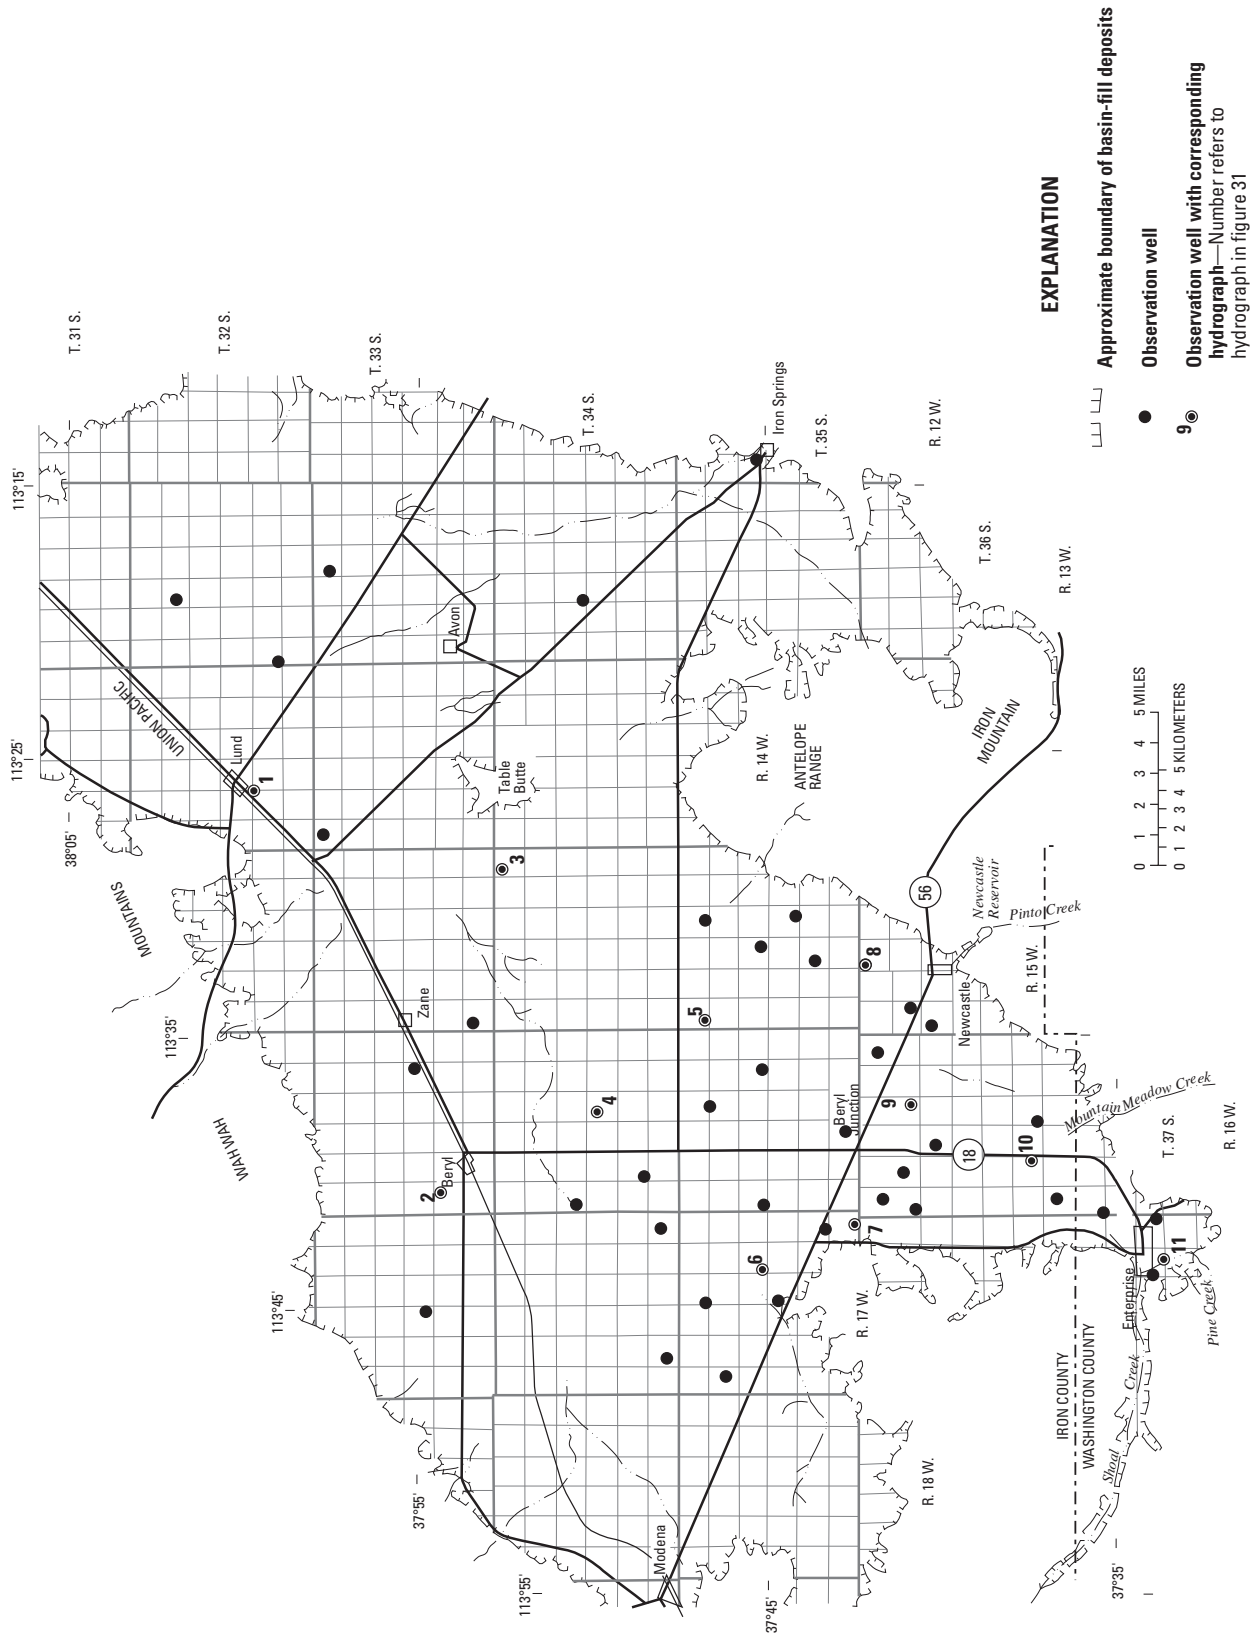 T. 31 S.
T. 32 S.
T. 33 S.
T. 34 S.
T. 35 S.
T. 36 S.
T. 37 S.
R. 12 W.
R. 13 W.
R. 14 W.
R. 15 W.
R. 16 W.
R. 17 W.
R. 18 W.
113°15'
113°25'
113°35'
113°45'
113°55'
38°05'
37°55'
37°45'
37°35'
UNION PACIFIC
WAH WAH
MOUNTAINS
Lund
1
Zane
Beryl
2
Table
Butte
3
Avon
Iron Springs
4
5
6
7
8
9
10
11
ANTELOPE
RANGE
IRON
MOUNTAIN
56
18
Newcastle
Reservoir
Pinto Creek
Newcastle
Beryl
Junction
Mountain Meadow Creek
Modena
Enterprise
Shoal
Creek
Pine Creek
IRON COUNTY
WASHINGTON COUNTY
0 1 2 3 4 5 MILES
0 1 2 3 4 5 KILOMETERS
EXPLANATION
Approximate boundary of basin-fill deposits
Observation well
9
Observation well with corresponding
hydrograph—Number refers to
hydrograph in figure 31